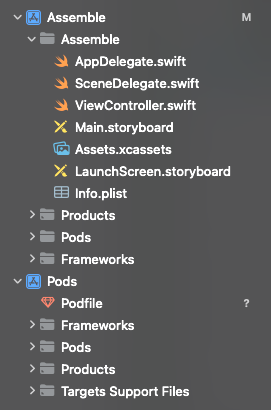 Assemble M
Assemble
AppDelegate.swift
SceneDelegate.swift
ViewController.swift
Main.storyboard
Assets.xcassets
LaunchScreen.storyboard
Info.plist
Products
Pods
Frameworks
Pods
Podfile ?
Frameworks
Pods
Products
Targets Support Files